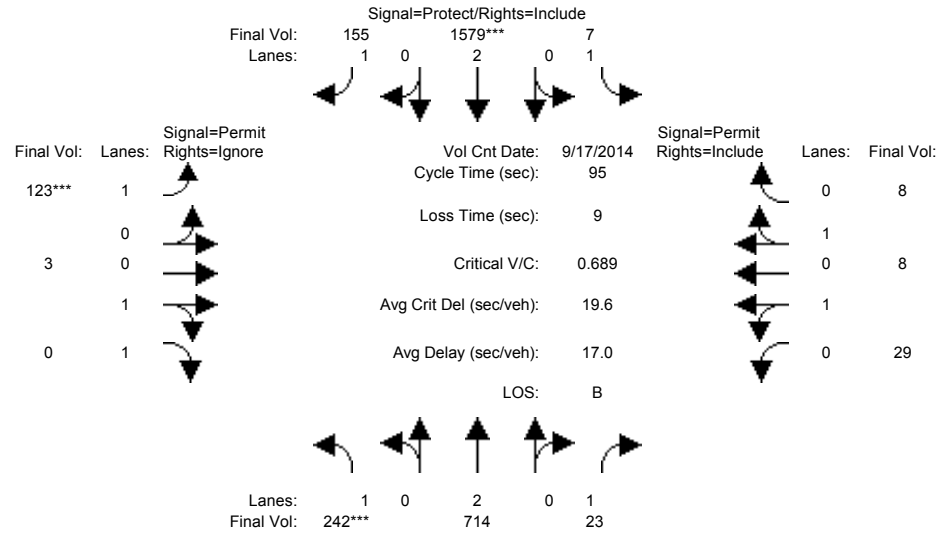 Signal=Protect/Rights=Include
Final Vol: 155 1579*** 7
Lanes: 1 0 2 0 1
Signal=Permit Signal=Permit
Final Vol: Lanes: Rights=Ignore Vol Cnt Date: 9/17/2014 Rights=Include Lanes: Final Vol:
Cycle Time (sec): 95
123*** 1 0 8
Loss Time (sec): 9
0 1
3 0 Critical V/C: 0.689 0 8
1 Avg Crit Del (sec/veh): 19.6 1
0 1 Avg Delay (sec/veh): 17.0 0 29
LOS: B
Lanes: 1 0 2 0 1
Final Vol: 242*** 714 23